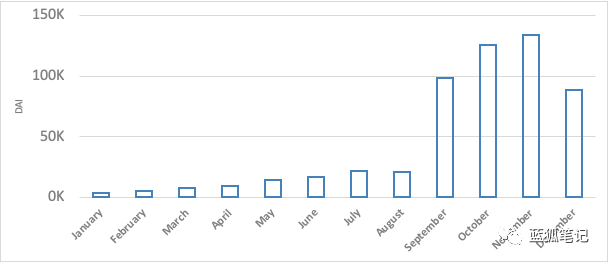 150K
100K
50K
0K
DAI
January
February
March
April
May
June
July
August
September
October
November
December
蓝狐笔记